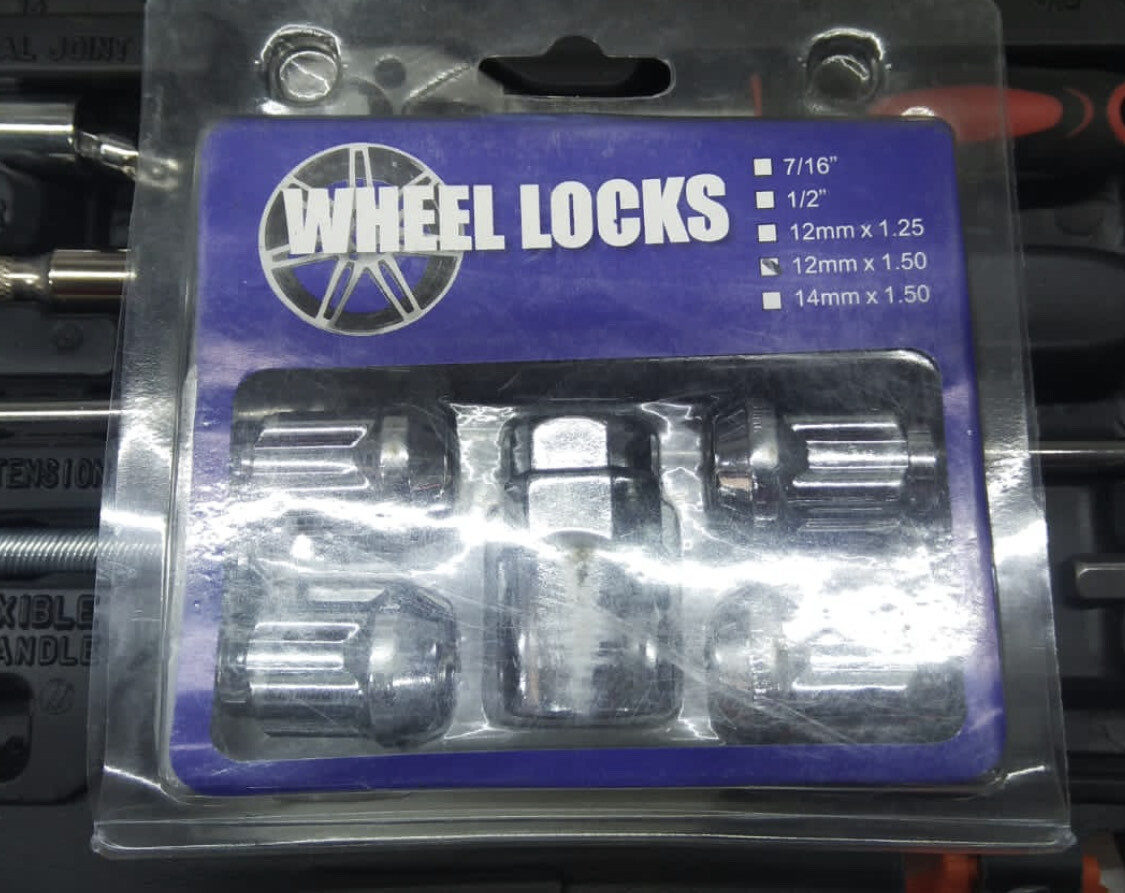 AL JOINT
WHEEL LOCKS
7/16”
1/2”
12mm x 1.25
12mm x 1.50
14mm x 1.50
TENSION
XIBLE
ANDLE